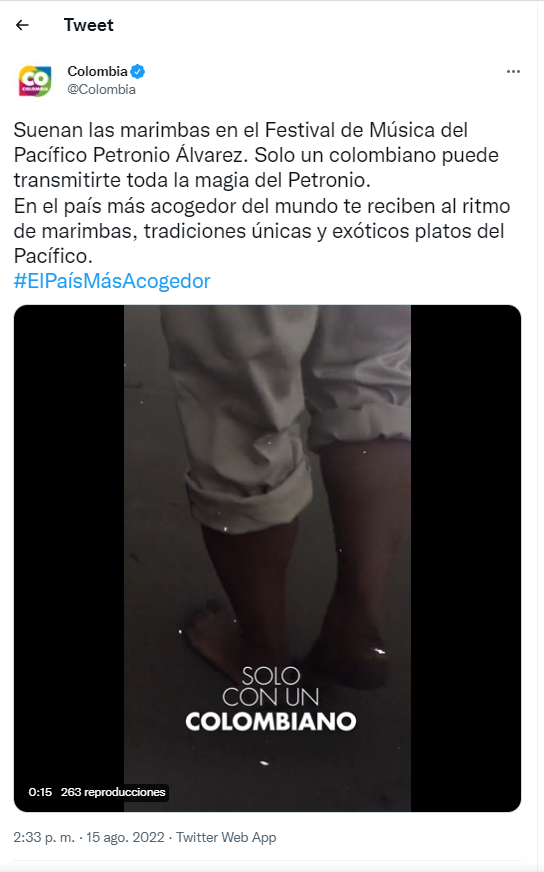 Tweet
CO
COLOMBIA
Colombia
@Colombia
Suenan las marimbas en el Festival de Música del
Pacífico Petronio Álvarez. Solo un colombiano puede
transmitirte toda la magia del Petronio.
En el país más acogedor del mundo te reciben al ritmo
de marimbas, tradiciones únicas y exóticos platos del
Pacífico.
#ElPaísMásAcogedor
SOLO
CON UN
COLOMBIANO
0:15 263 reproducciones
2:33 p. m. · 15 ago. 2022 · Twitter Web App